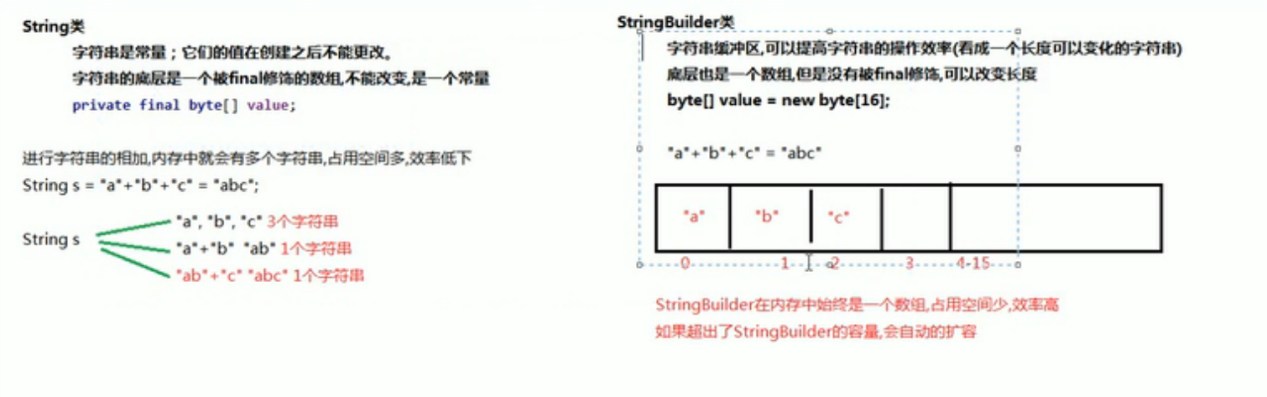 String类
字符串是常量；它们的值在创建之后不能更改。
字符串的底层是一个被final修饰的数组,不能改变,是一个常量
private final byte[] value;
进行字符串的相加,内存中就会有多个字符串,占用空间多,效率低下
String s = "a"+"b"+"c" = "abc";
String s
"a", "b", "c" 3个字符串
"a"+"b" "ab" 1个字符串
"ab"+"c" "abc" 1个字符串
StringBuilder类
字符串缓冲区,可以提高字符串的操作效率(看成一个长度可以变化的字符串)
底层也是一个数组,但是没有被final修饰,可以改变长度
byte[] value = new byte[16];
"a"+"b"+"c" = "abc"
"a" "b" "c"
0 1 2 3 4-15
StringBuilder在内存中始终是一个数组,占用空间少,效率高
如果超出了StringBuilder的容量,会自动的扩容